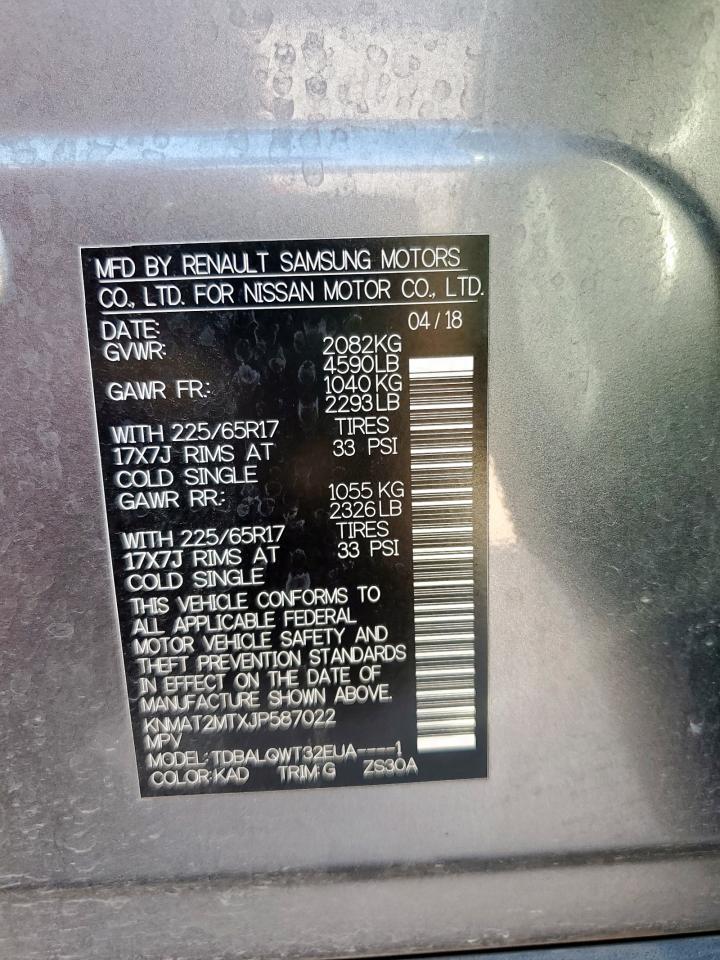 MFD BY RENAULT SAMSUNG MOTORS
CO., LTD. FOR NISSAN MOTOR CO., LTD.
DATE: 04/18
GVWR: 2082KG
4590LB
GAWR FR: 1040KG
2293LB
WITH 225/65R17 TIRES
17X7J RIMS AT 33 PSI
COLD SINGLE
GAWR RR: 1055KG
2326LB
WITH 225/65R17 TIRES
17X7J RIMS AT 33 PSI
COLD SINGLE
THIS VEHICLE CONFORMS TO
ALL APPLICABLE FEDERAL
MOTOR VEHICLE SAFETY AND
THEFT PREVENTION STANDARDS
IN EFFECT ON THE DATE OF
MANUFACTURE SHOWN ABOVE.
KNMAT2MTXJP587022
MPV
MODEL: TDBALQWT32EUA----1
COLOR:KAD TRIM:G ZS30A